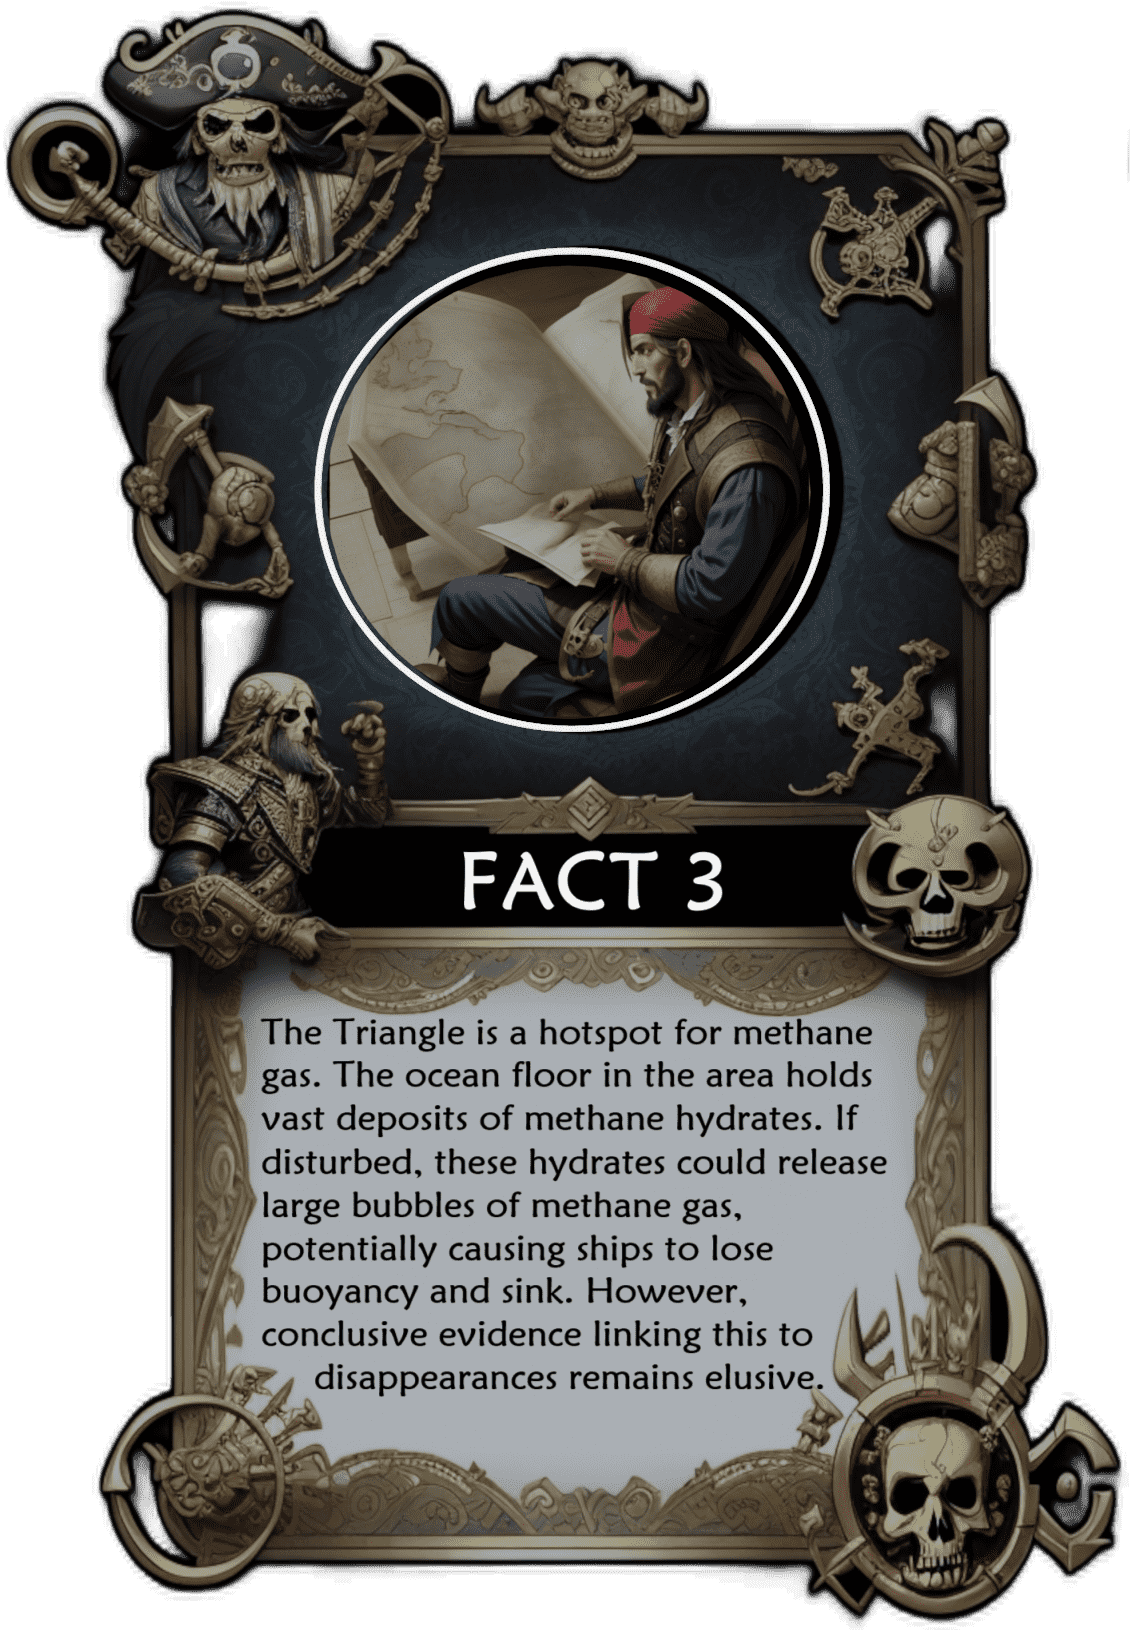 FACT 3
The Triangle is a hotspot for methane
gas. The ocean floor in the area holds
vast deposits of methane hydrates. If
disturbed, these hydrates could release
large bubbles of methane gas,
potentially causing ships to lose
buoyancy and sink. However,
conclusive evidence linking this to
disappearances remains elusive.